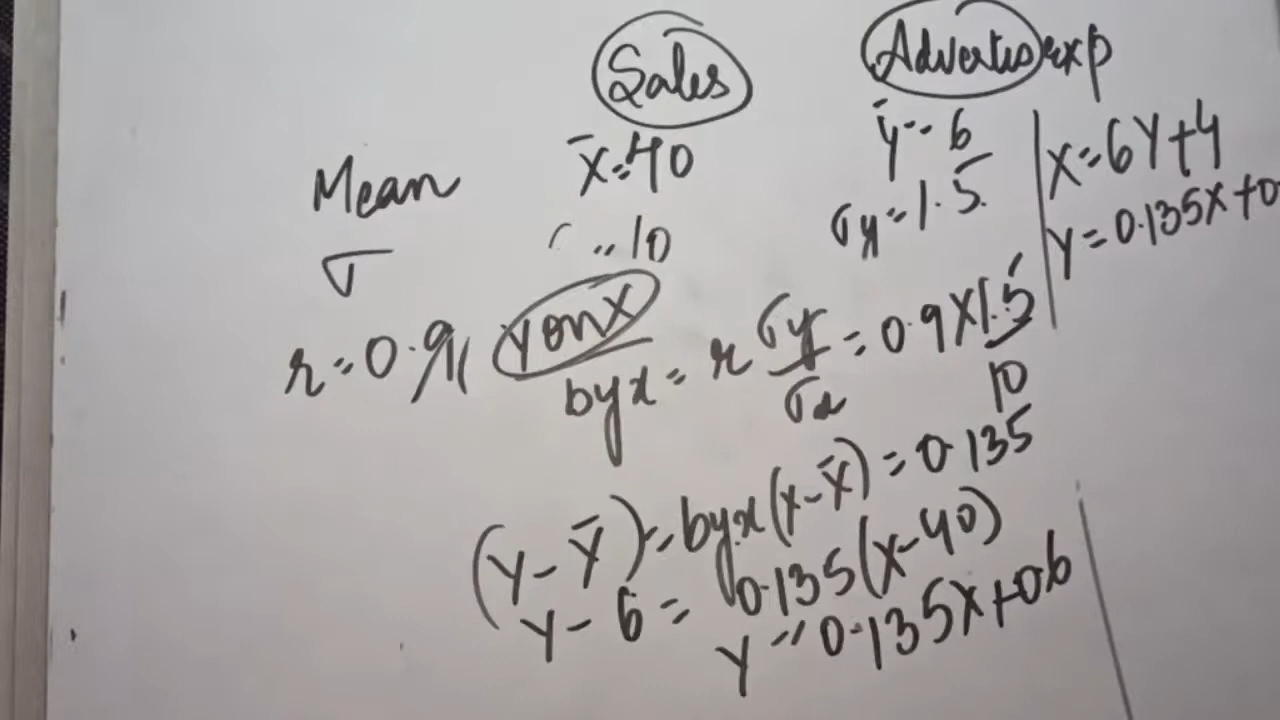 Sales Advertis exp
Mean x̄ = 40 ȳ = 6 X = 6Y+4
σ = 10 σy = 1.5 Y = 0.135X+0
r = 0.9 y on x
byx = r σy/σx = 0.9 X 1.5/10
= 0.135
(Y - Ȳ) = byx (x - x̄)
Y - 6 = 0.135(x-40)
Y = 0.135X+0.6